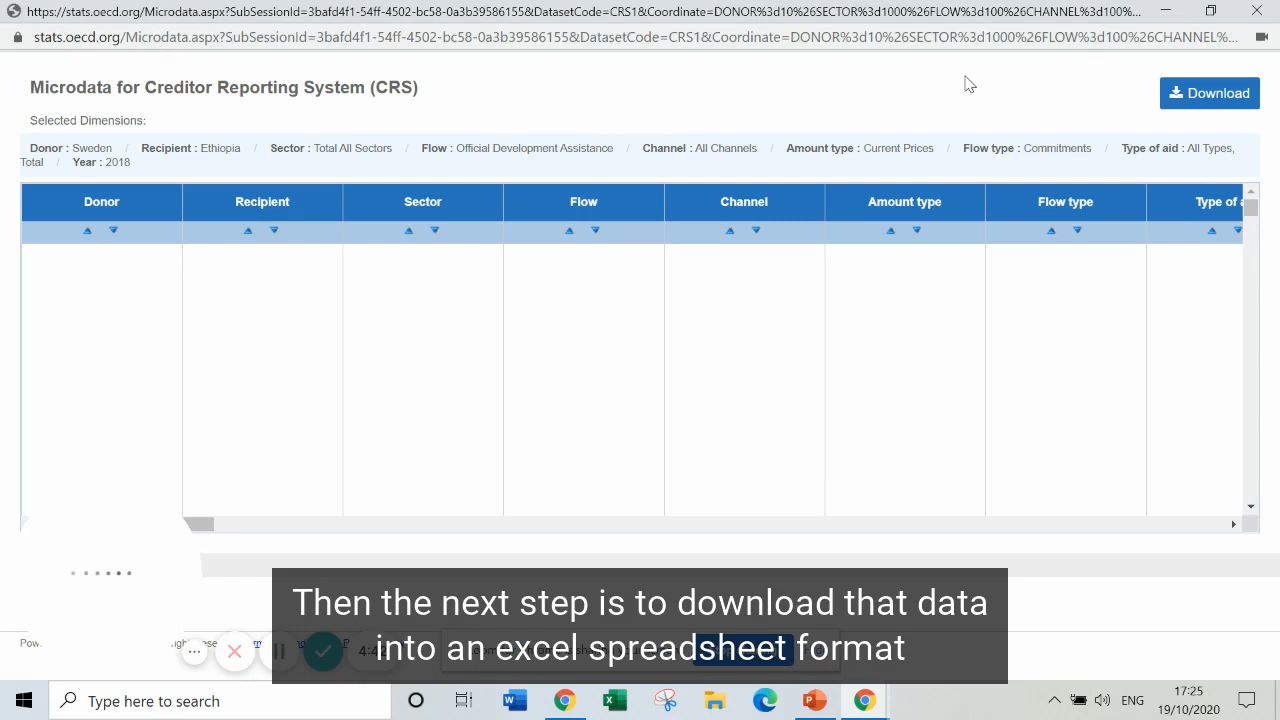 https://stats.oecd.org/Microdata.aspx?SubSessionId=3bafd4f1-54ff-4502-bc58-0a3b39586155&DatasetCode=CRS1&Coordinate=DONOR%3d10%26SECTOR%3d1000%26FLOW%3d100%26CHANNEL%3d100%...
stats.oecd.org/Microdata.aspx?SubSessionId=3bafd4f1-54ff-4502-bc58-0a3b39586155&DatasetCode=CRS1&Coordinate=DONOR%3d10%26SECTOR%3d1000%26FLOW%3d100%26CHANNEL%...
Microdata for Creditor Reporting System (CRS)
Download
Selected Dimensions:
Donor : Sweden / Recipient : Ethiopia / Sector : Total All Sectors / Flow : Official Development Assistance / Channel : All Channels / Amount type : Current Prices / Flow type : Commitments / Type of aid : All Types,
Total / Year : 2018
Donor Recipient Sector Flow Channel Amount type Flow type Type of a
Then the next step is to download that data
into an excel spreadsheet format
4:42
Type here to search
ENG
17:25
19/10/2020